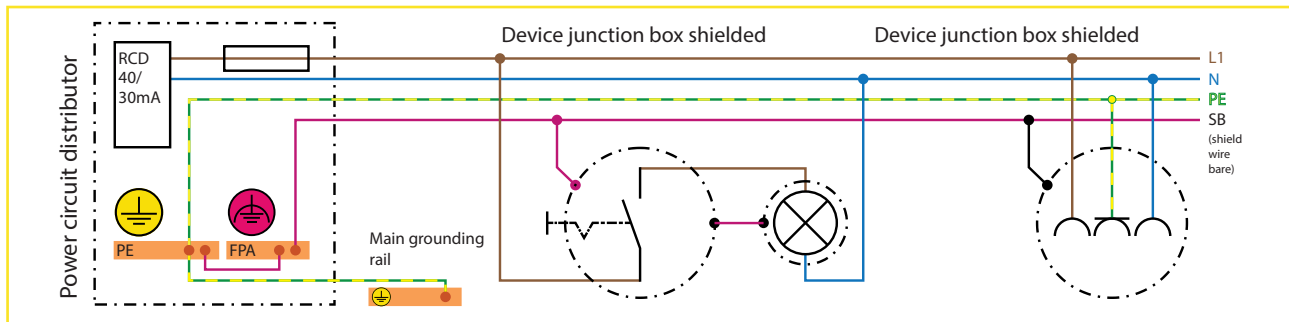 Power circuit distributor
RCD
40/
30mA
PE
FPA
Main grounding
rail
Device junction box shielded
Device junction box shielded
L1
N
PE
SB
(shield
wire
bare)